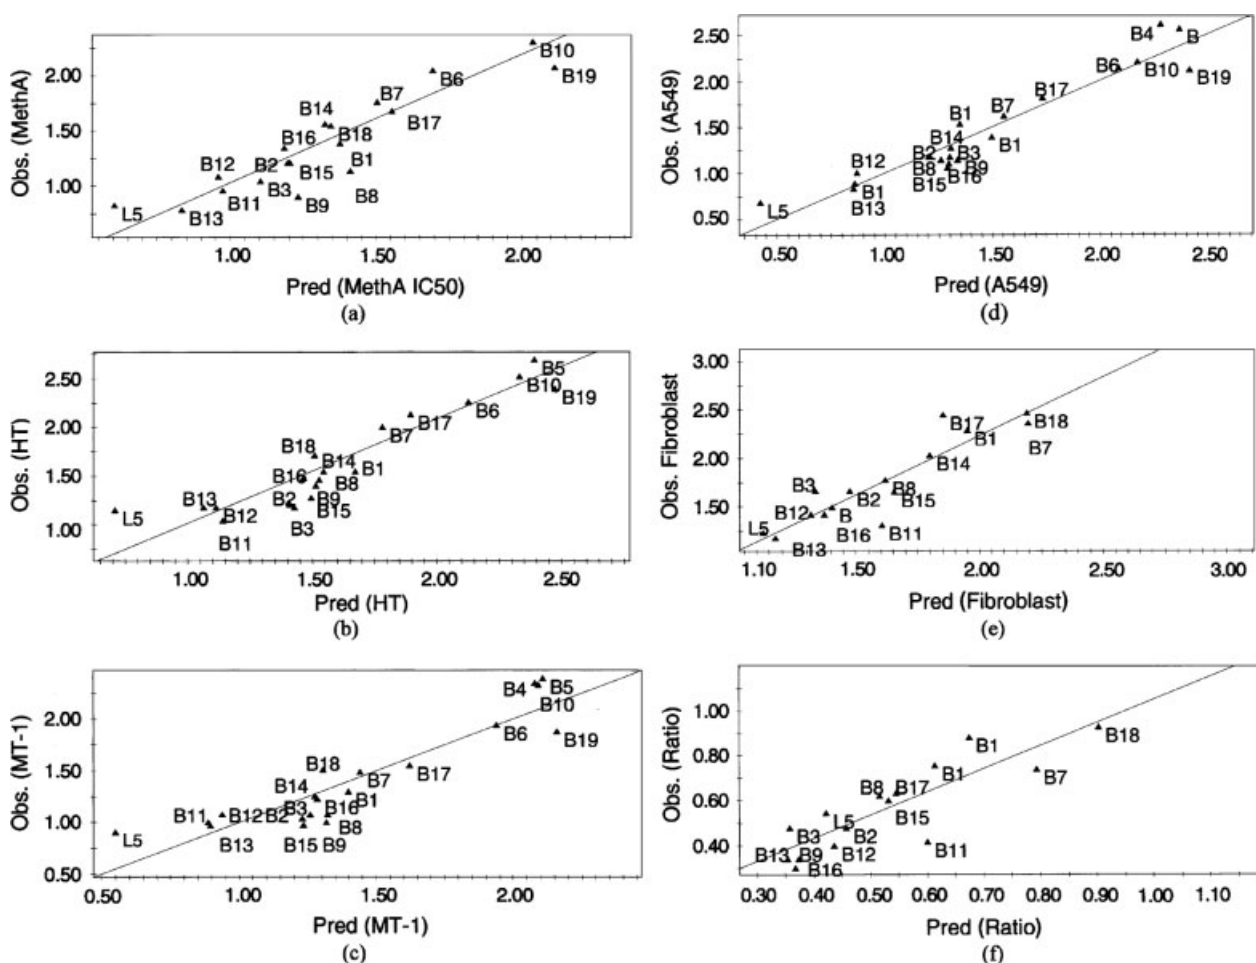 Obs. (MethA)
2.00
1.50
1.00
B10
B19
B6
B7
B14
B17
B16
B18
B12
B2
B15
B1
B3
B8
B11
B9
L5
B13
1.00
1.50
2.00
Pred (MethA IC50)
(a)
Obs. (HT)
2.50
2.00
1.50
1.00
B5
B10
B19
B6
B17
B7
B18
B14
B16
B1
B8
B13
B2
B9
B12
B15
L5
B3
B11
1.00
1.50
2.00
2.50
Pred (HT)
(b)
Obs. (MT-1)
2.00
1.50
1.00
0.50
B4
B5
B10
B6
B19
B18
B7
B17
B14
B1
B3
B16
B11
B12
B2
B8
L5
B13
B15
B9
0.50
1.00
1.50
2.00
Pred (MT-1)
(c)
Obs. (A549)
2.50
2.00
1.50
1.00
0.50
B4
B
B6
B10
B19
B17
B7
B1
B14
B1
B2
B3
B12
B8
B9
B16
B1
B15
B13
L5
0.50
1.00
1.50
2.00
2.50
Pred (A549)
(d)
Obs. Fibroblast
3.00
2.50
2.00
1.50
B17
B18
B1
B7
B14
B3
B8
B2
B15
B12
B
L5
B16
B11
B13
1.10
1.50
2.00
2.50
3.00
Pred (Fibroblast)
(e)
Obs. (Ratio)
1.00
0.80
0.60
0.40
B18
B1
B1
B7
B8
B17
B15
L5
B3
B2
B11
B13
B9
B12
B16
0.30
0.40
0.50
0.60
0.70
0.80
0.90
1.00
1.10
Pred (Ratio)
(f)